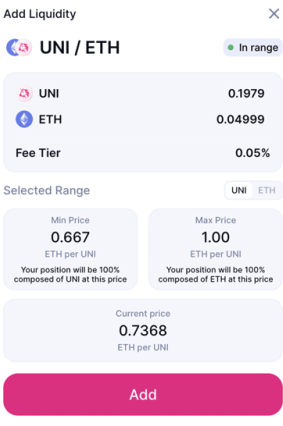 Add Liquidity
UNI / ETH
In range
UNI 0.1979
ETH 0.04999
Fee Tier 0.05%
Selected Range
UNI ETH
Min Price
0.667
ETH per UNI
Your position will be 100%
composed of UNI at this price
Max Price
1.00
ETH per UNI
Your position will be 100%
composed of ETH at this price
Current price
0.7368
ETH per UNI
Add